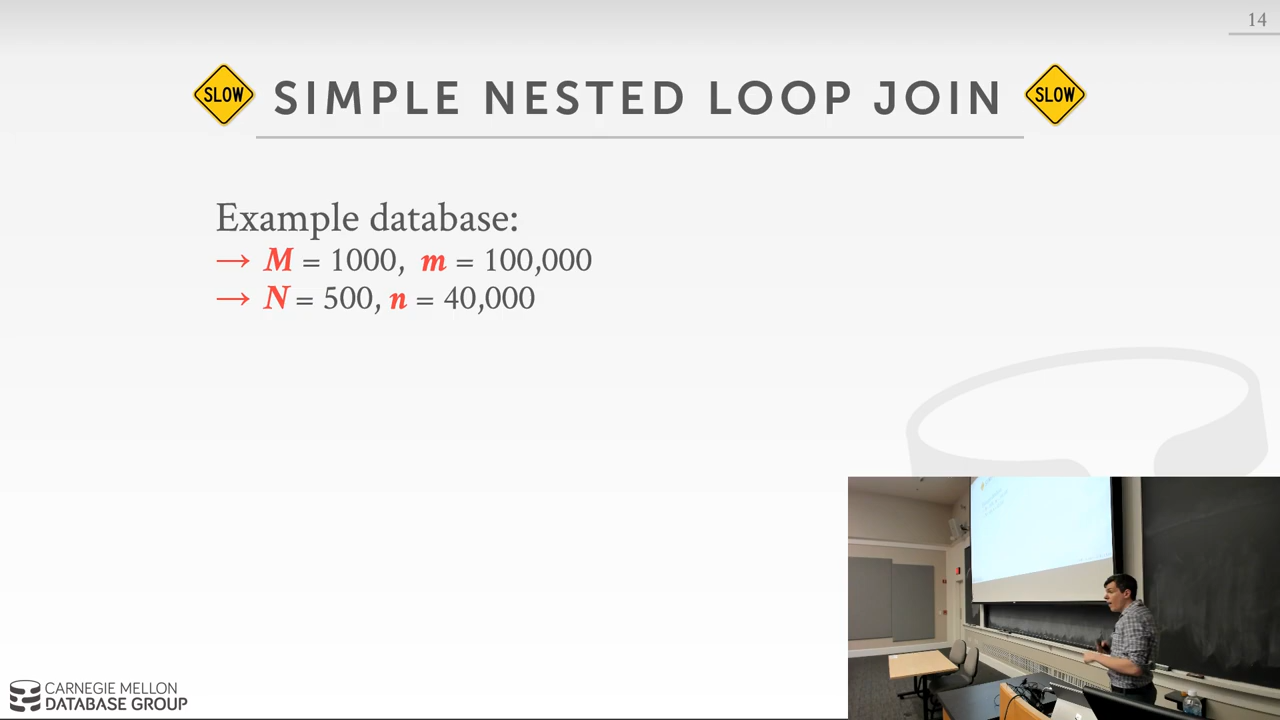 14
SLOW SIMPLE NESTED LOOP JOIN SLOW
Example database:
→ M = 1000, m = 100,000
→ N = 500, n = 40,000
CARNEGIE MELLON
DATABASE GROUP